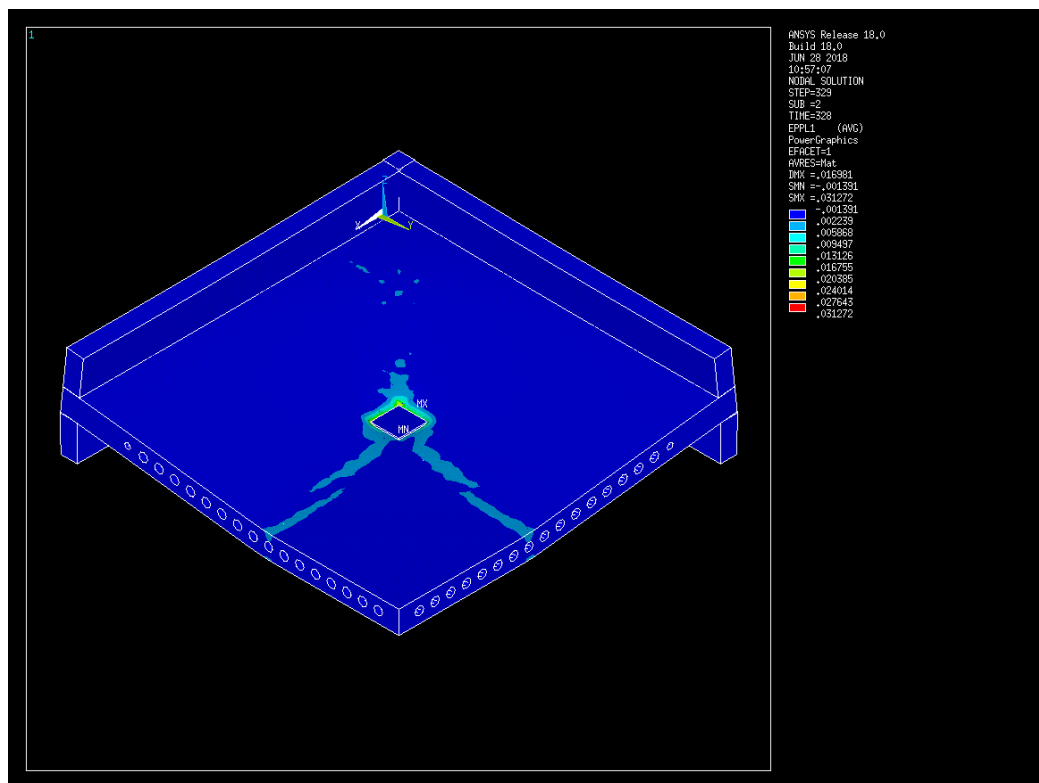 1
ANSYS Release 18.0
Build 18.0
JUN 28 2018
10:57:07
NODAL SOLUTION
STEP=329
SUB =2
TIME=328
EPPL1 (AVG)
PowerGraphics
EFACET=1
AVRES=Mat
DMX =.016981
SMN =-.001391
SMX =.031272
-.001391
.002239
.005868
.009497
.013126
.016755
.020385
.024014
.027643
.031272
Z
X
Y
MX
MN